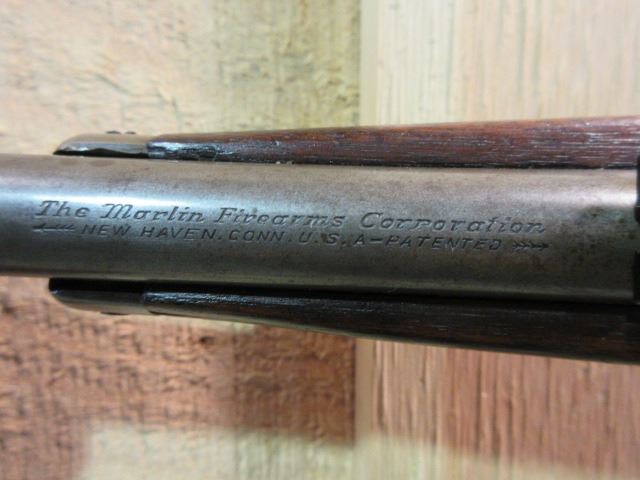 The Marlin Firearms Corporation
NEW HAVEN. CONN. U. S. A-PATENTED